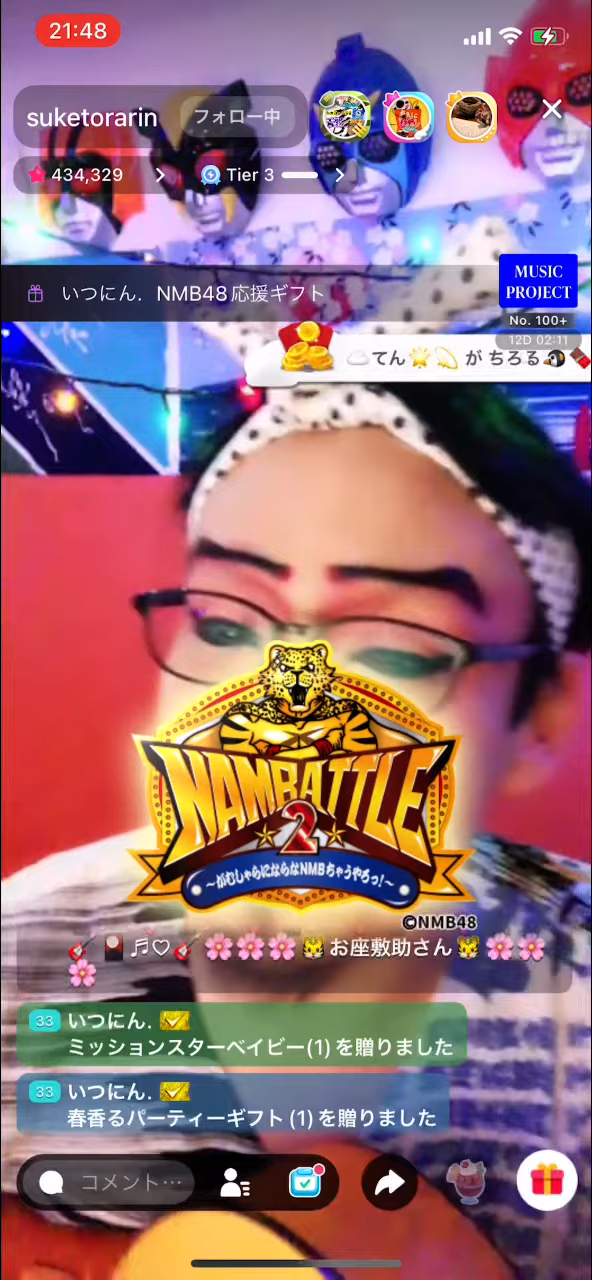 21:48
suketorarin フォロー中
434,329 Tier 3
いつにん. NMB48応援ギフト
MUSIC
PROJECT
No. 100+
12D 02:11
☁️てん🌟💫 が ちろる🐧🍫
NAMBATTLE
2
〜がむしゃらにならなNMBちゃうやろっ!〜
©NMB48
🎸🎴🎵♡🎸🌸🌸🌸🐯お座敷助さん🐯🌸🌸
🌸
33 いつにん.
ミッションスターベイビー(1)を贈りました
33 いつにん.
春香るパーティーギフト (1)を贈りました
コメント…